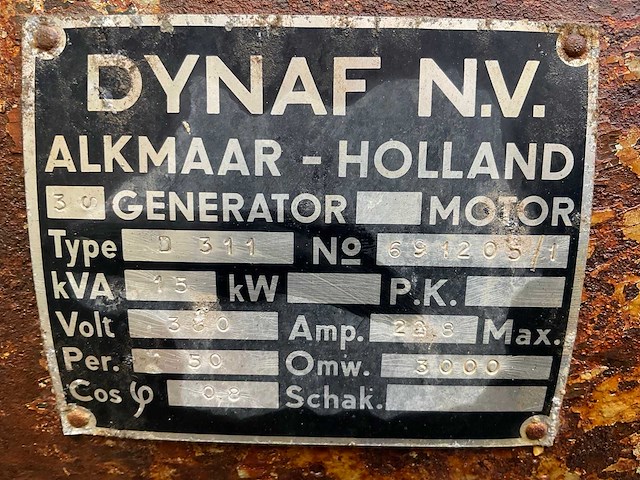 DYNAF N.V.
ALKMAAR - HOLLAND
3φ GENERATOR MOTOR
Type D 311 Nº 691205/1
kVA 15 kW P.K.
Volt 380 Amp. 22.8 Max.
Per. 50 Omw. 3000
Cos φ 0.8 Schak.